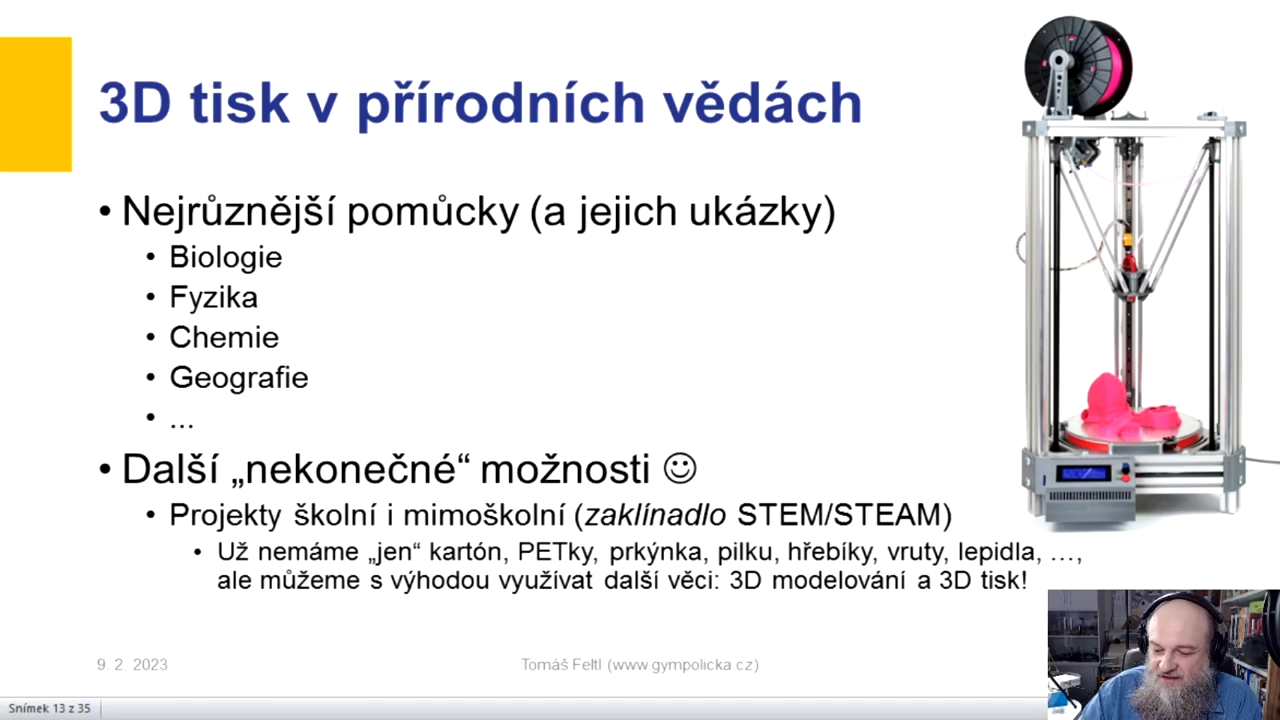 3D tisk v přírodních vědách
• Nejrůznější pomůcky (a jejich ukázky)
• Biologie
• Fyzika
• Chemie
• Geografie
• ...
• Další „nekonečné“ možnosti ☺
• Projekty školní i mimoškolní (zaklínadlo STEM/STEAM)
• Už nemáme „jen“ kartón, PETky, prkýnka, pilku, hřebíky, vruty, lepidla, …,
ale můžeme s výhodou využívat další věci: 3D modelování a 3D tisk!
9. 2. 2023
Tomáš Feltl (www.gympolicka.cz)
Snímek 13 z 35